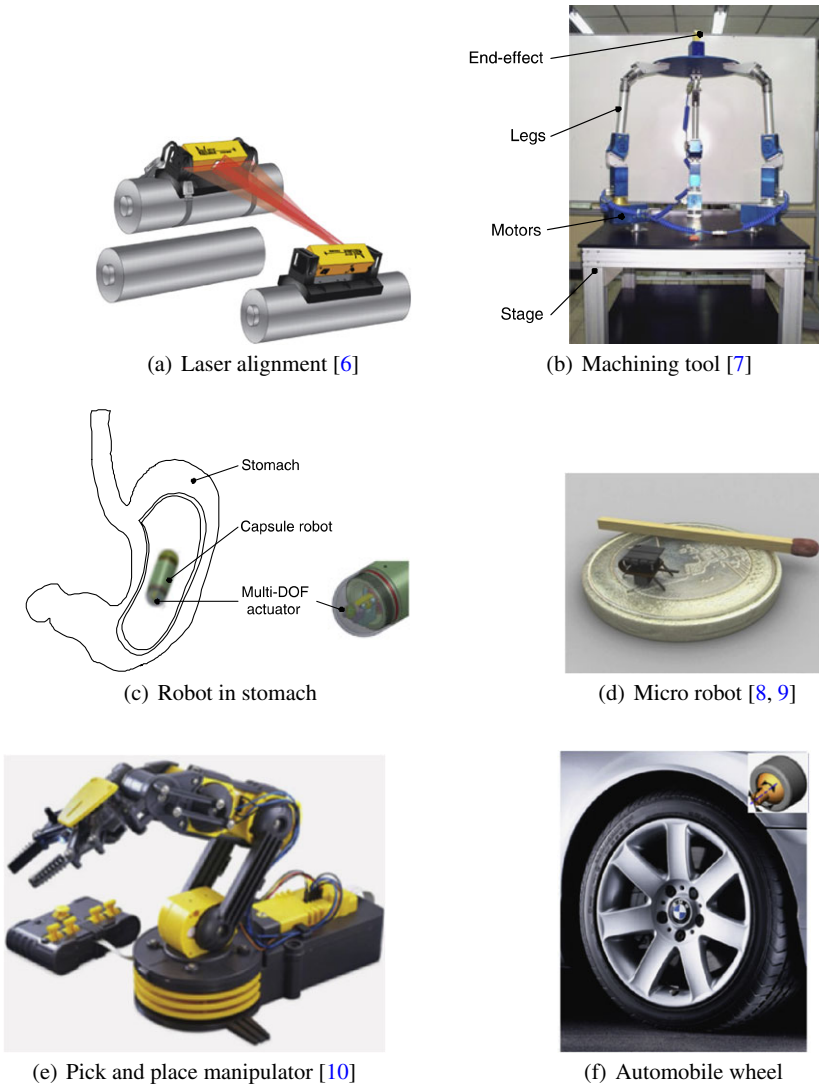 End-effect
Legs
Motors
Stage
(a) Laser alignment [6]
(b) Machining tool [7]
Stomach
Capsule robot
Multi-DOF
actuator
(c) Robot in stomach
(d) Micro robot [8, 9]
(e) Pick and place manipulator [10]
(f) Automobile wheel